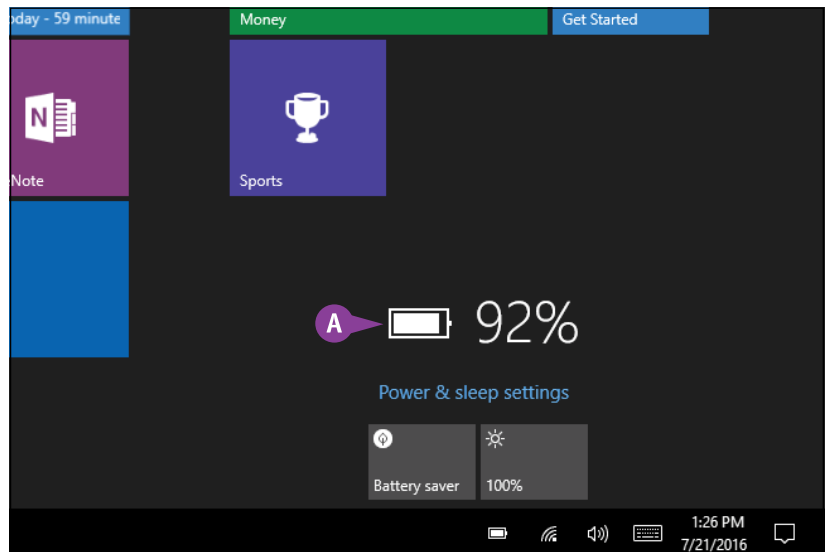 oday - 59 minute
Money
Get Started
N
Note
Sports
A
92%
Power & sleep settings
Battery saver
100%
1:26 PM
7/21/2016